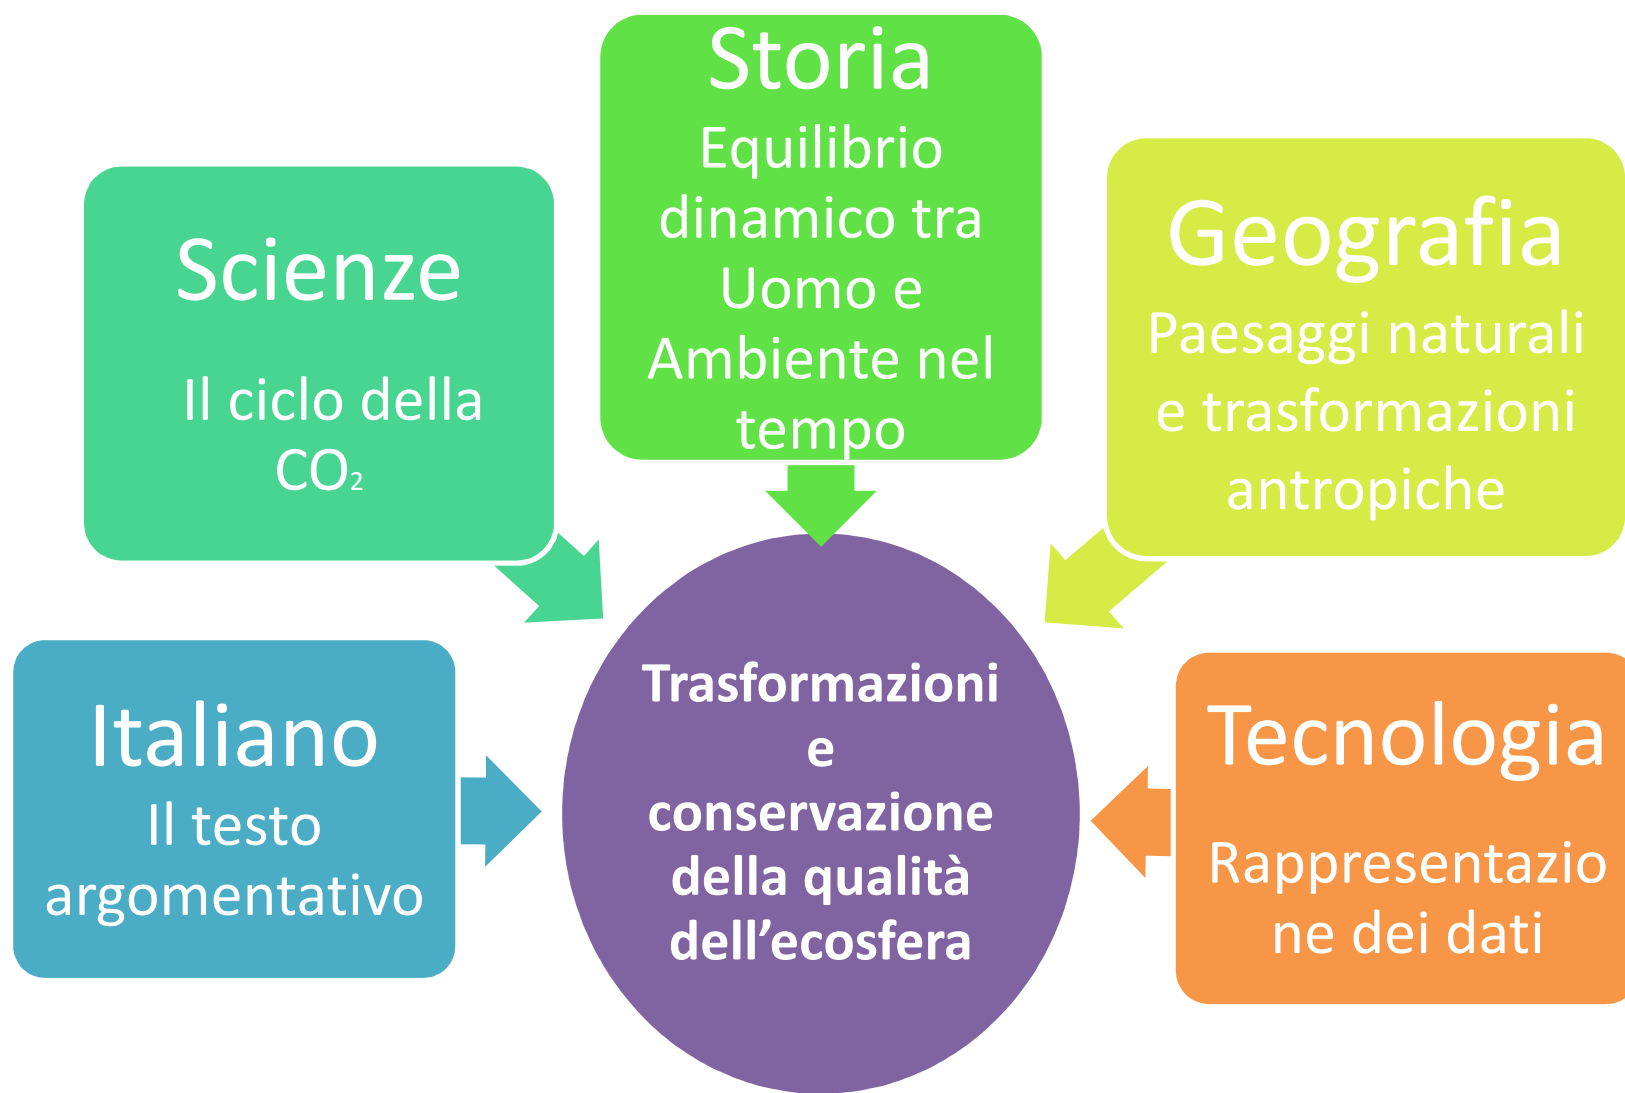 Storia
Equilibrio
dinamico tra
Uomo e
Ambiente nel
tempo
Scienze
Il ciclo della
CO₂
Geografia
Paesaggi naturali
e trasformazioni
antropiche
Italiano
Il testo
argomentativo
Trasformazioni
e
conservazione
della qualità
dell’ecosfera
Tecnologia
Rappresentazio
ne dei dati